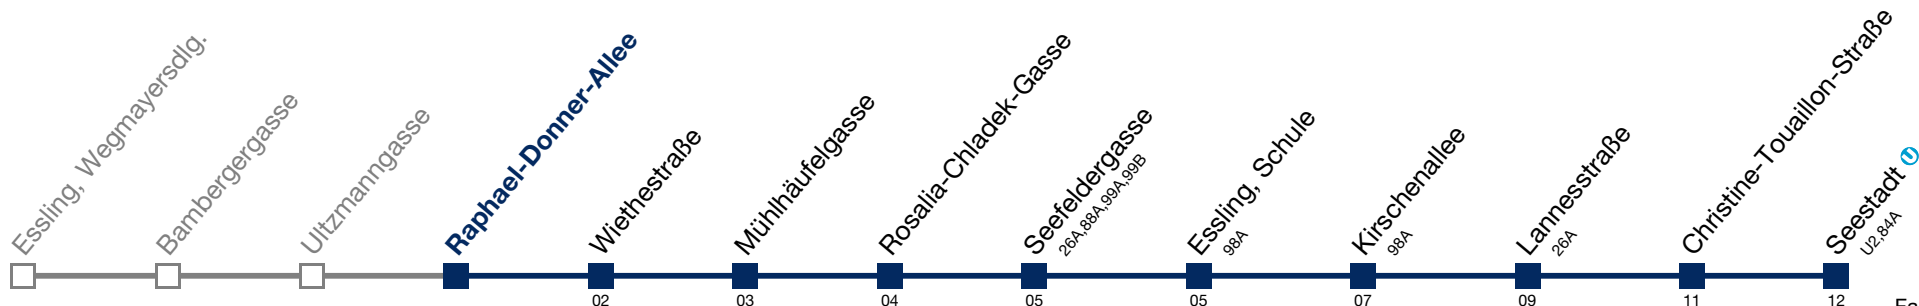 Essling, Wegmayersdlg.
Bambergergasse
Ultzmanngasse
Raphael-Donner-Allee
Wiethestraße
02
Mühlhäufelgasse
03
Rosalia-Chladek-Gasse
04
Seefeldergasse
26A,88A,99A,99B
05
Essling, Schule
98A
05
Kirschenallee
98A
07
Lannesstraße
26A
09
Christine-Touaillon-Straße
11
Seestadt U
U2,84A
12